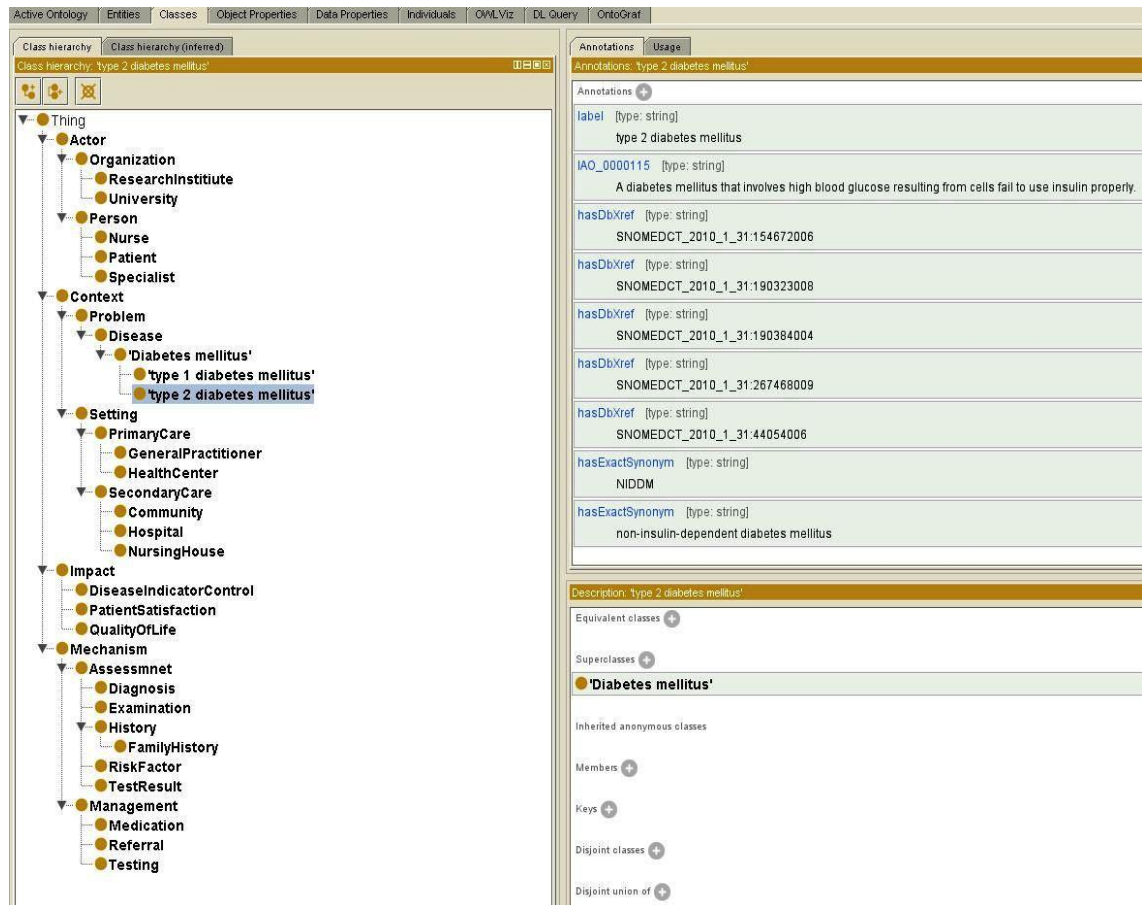 Active Ontology Entities Classes Object Properties Data Properties Individuals OWLViz DL Query OntoGraf
Class hierarchy Class hierarchy (inferred)
Class hierarchy: 'type 2 diabetes mellitus'
Thing
Actor
Organization
ResearchInstitiute
University
Person
Nurse
Patient
Specialist
Context
Problem
Disease
'Diabetes mellitus'
'type 1 diabetes mellitus'
'type 2 diabetes mellitus'
Setting
PrimaryCare
GeneralPractitioner
HealthCenter
SecondaryCare
Community
Hospital
NursingHouse
Impact
DiseaseIndicatorControl
PatientSatisfaction
QualityOfLife
Mechanism
Assessmnet
Diagnosis
Examination
History
FamilyHistory
RiskFactor
TestResult
Management
Medication
Referral
Testing
Annotations Usage
Annotations: 'type 2 diabetes mellitus'
Annotations
label [type: string]
type 2 diabetes mellitus
IAO_0000115 [type: string]
A diabetes mellitus that involves high blood glucose resulting from cells fail to use insulin properly.
hasDbXref [type: string]
SNOMEDCT_2010_1_31:154672006
hasDbXref [type: string]
SNOMEDCT_2010_1_31:190323008
hasDbXref [type: string]
SNOMEDCT_2010_1_31:190384004
hasDbXref [type: string]
SNOMEDCT_2010_1_31:267468009
hasDbXref [type: string]
SNOMEDCT_2010_1_31:44054006
hasExactSynonym [type: string]
NIDDM
hasExactSynonym [type: string]
non-insulin-dependent diabetes mellitus
Description: 'type 2 diabetes mellitus'
Equivalent classes
Superclasses
'Diabetes mellitus'
Inherited anonymous classes
Members
Keys
Disjoint classes
Disjoint union of